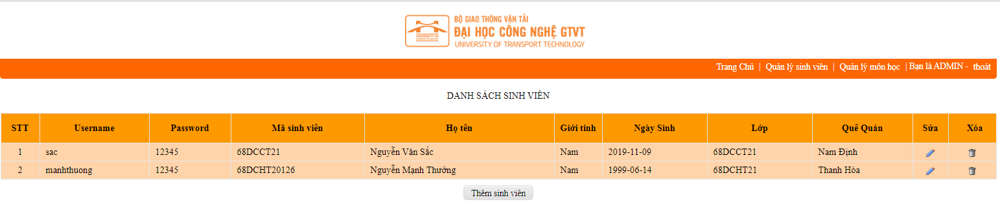 BỘ GIAO THÔNG VẬN TẢI
ĐẠI HỌC CÔNG NGHỆ GTVT
UNIVERSITY OF TRANSPORT TECHNOLOGY
UNIVERSITY OF
Trang Chủ | Quản lý sinh viên | Quản lý môn học | Bạn là ADMIN - thoát
DANH SÁCH SINH VIÊN
STT Username Password Mã sinh viên Họ tên Giới tính Ngày Sinh Lớp Quê Quán Sửa Xóa
1 sac 12345 68DCCT21 Nguyễn Văn Sắc Nam 2019-11-09 68DCCT21 Nam Định
2 manhthuong 12345 68DCHT20126 Nguyễn Mạnh Thường Nam 1999-06-14 68DCHT21 Thanh Hóa
Thêm sinh viên